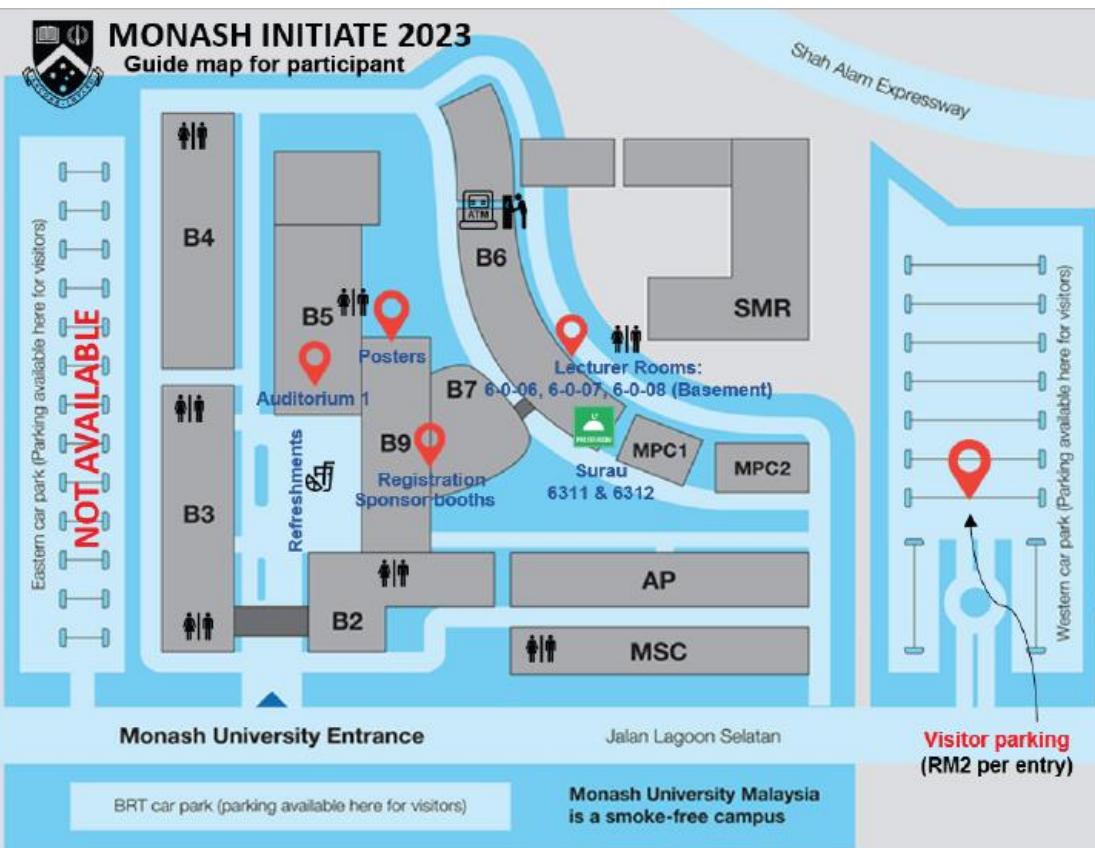 MONASH INITIATE 2023
Guide map for participant
Shah Alam Expressway
B4
B5
B6
ATM
SMR
Eastern car park (Parking available here for visitors)
NOT AVAILABLE
Western car park (Parking available here for visitors)
Posters
Auditorium 1
Lecturer Rooms:
6-0-06, 6-0-07, 6-0-08 (Basement)
B7
B9
Registration
Sponsor booths
Refreshments
B3
Surau
6311 & 6312
MPC1
MPC2
B2
AP
MSC
Monash University Entrance
Jalan Lagoon Selatan
Visitor parking
(RM2 per entry)
BRT car park (parking available here for visitors)
Monash University Malaysia
is a smoke-free campus